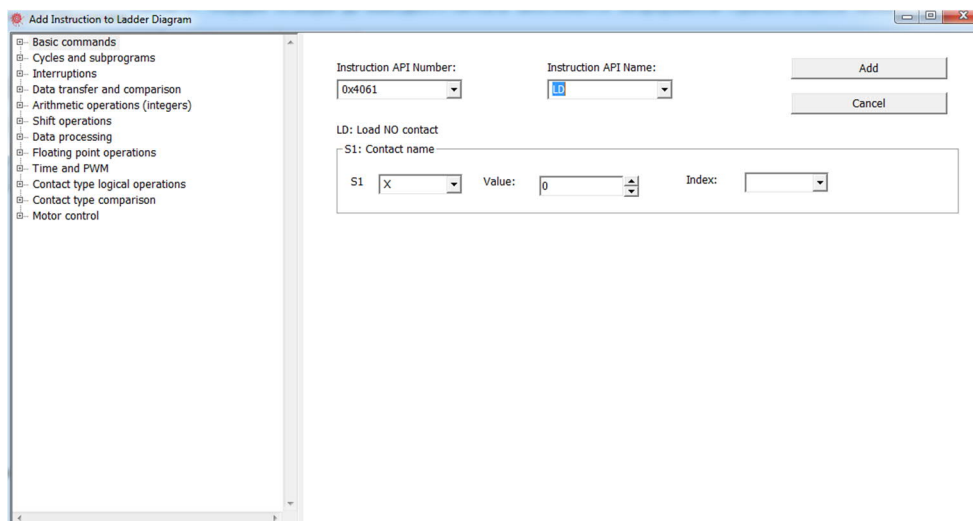 Add Instruction to Ladder Diagram
Basic commands
Cycles and subprograms
Interruptions
Data transfer and comparison
Arithmetic operations (integers)
Shift operations
Data processing
Floating point operations
Time and PWM
Contact type logical operations
Contact type comparison
Motor control
Instruction API Number:
Instruction API Name:
Add
0x4061
LD
Cancel
LD: Load NO contact
S1: Contact name
S1 X Value: 0 Index: